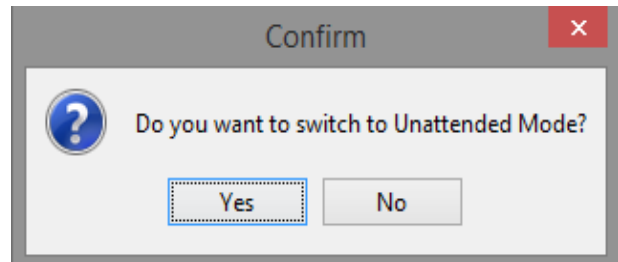 Confirm
Do you want to switch to Unattended Mode?
Yes No